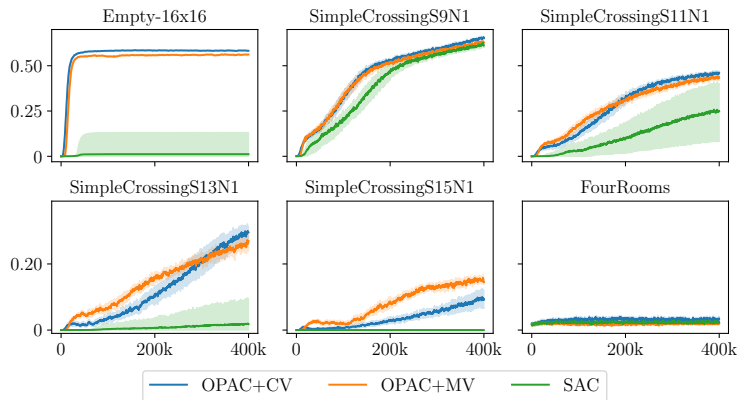 Empty-16x16 SimpleCrossingS9N1 SimpleCrossingS11N1
0.50
0.25
0
SimpleCrossingS13N1 SimpleCrossingS15N1 FourRooms
0.20
0
0 200k 400k 0 200k 400k 0 200k 400k
OPAC+CV OPAC+MV SAC